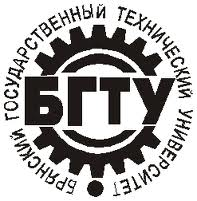 БРЯНСКИЙ ГОСУДАРСТВЕННЫЙ ТЕХНИЧЕСКИЙ УНИВЕРСИТЕТ
БГТУ